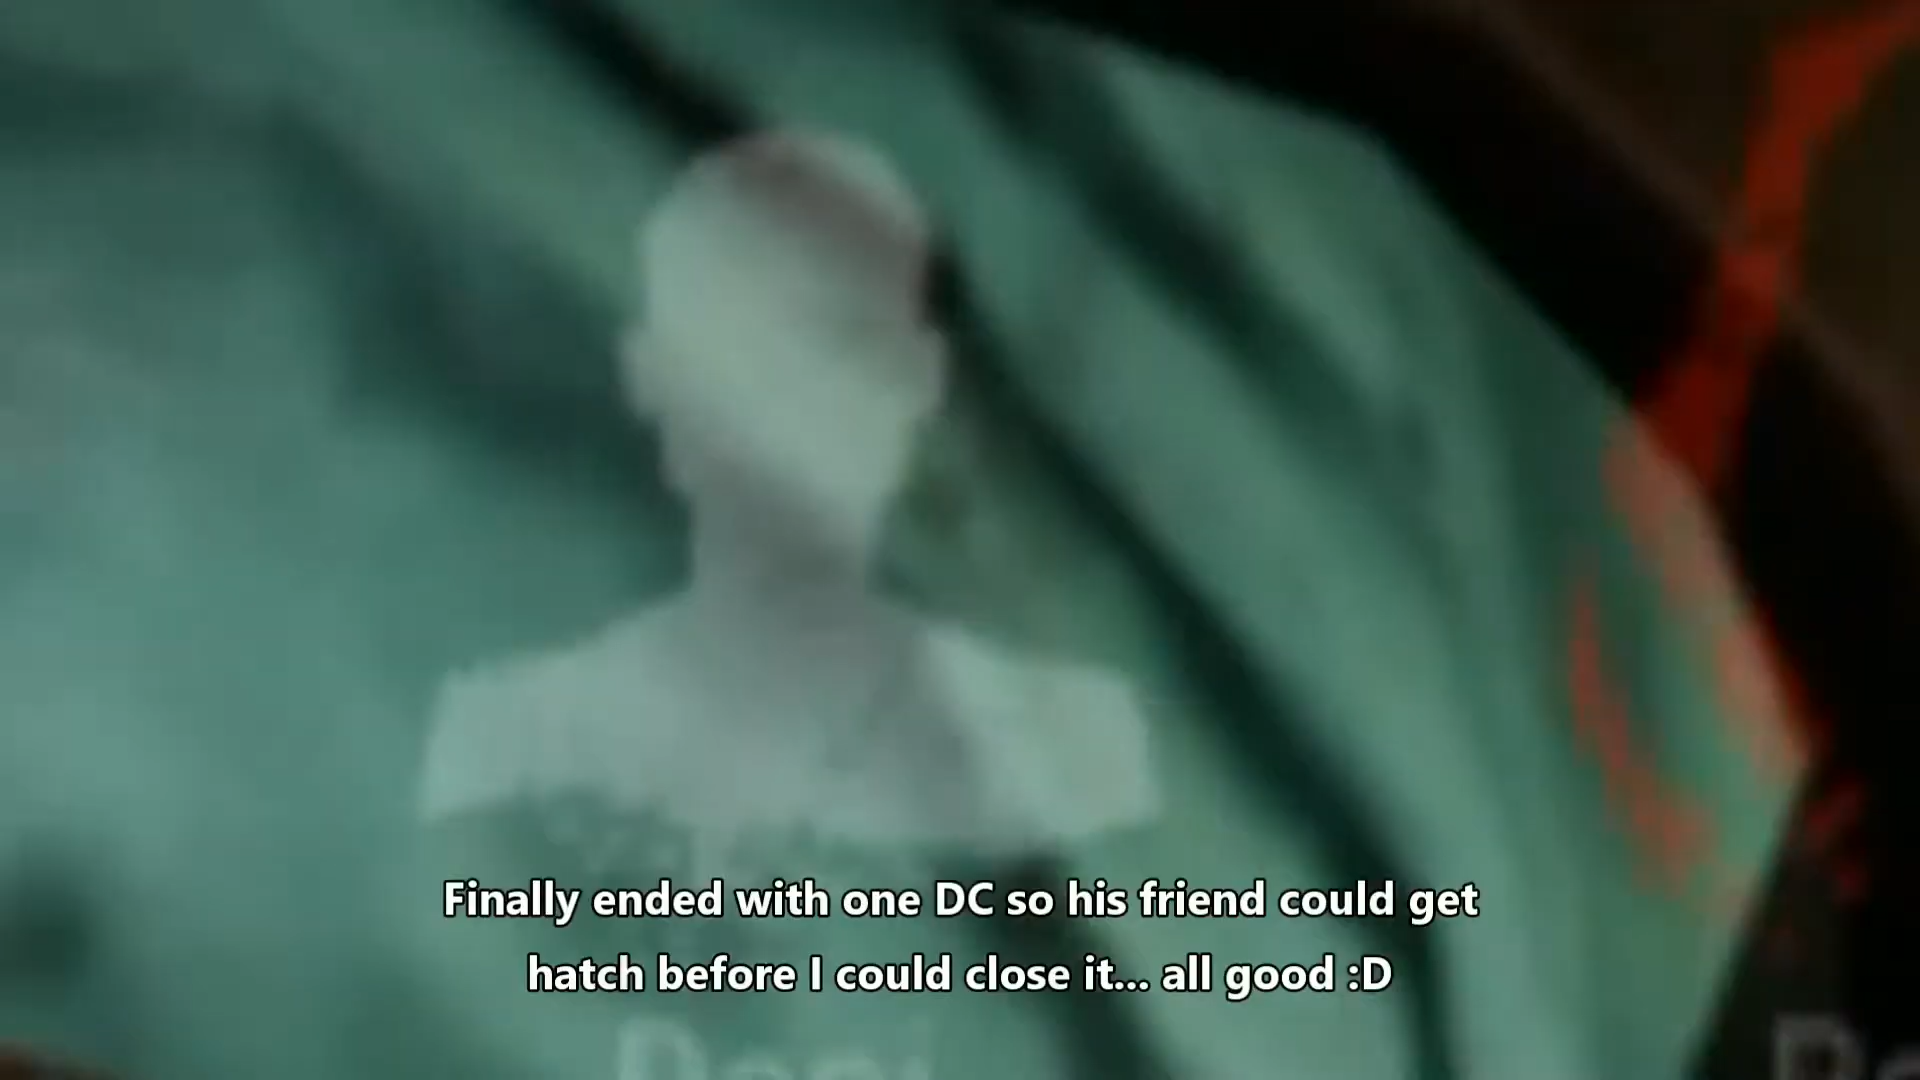 Finally ended with one DC so his friend could get
hatch before I could close it... all good :D